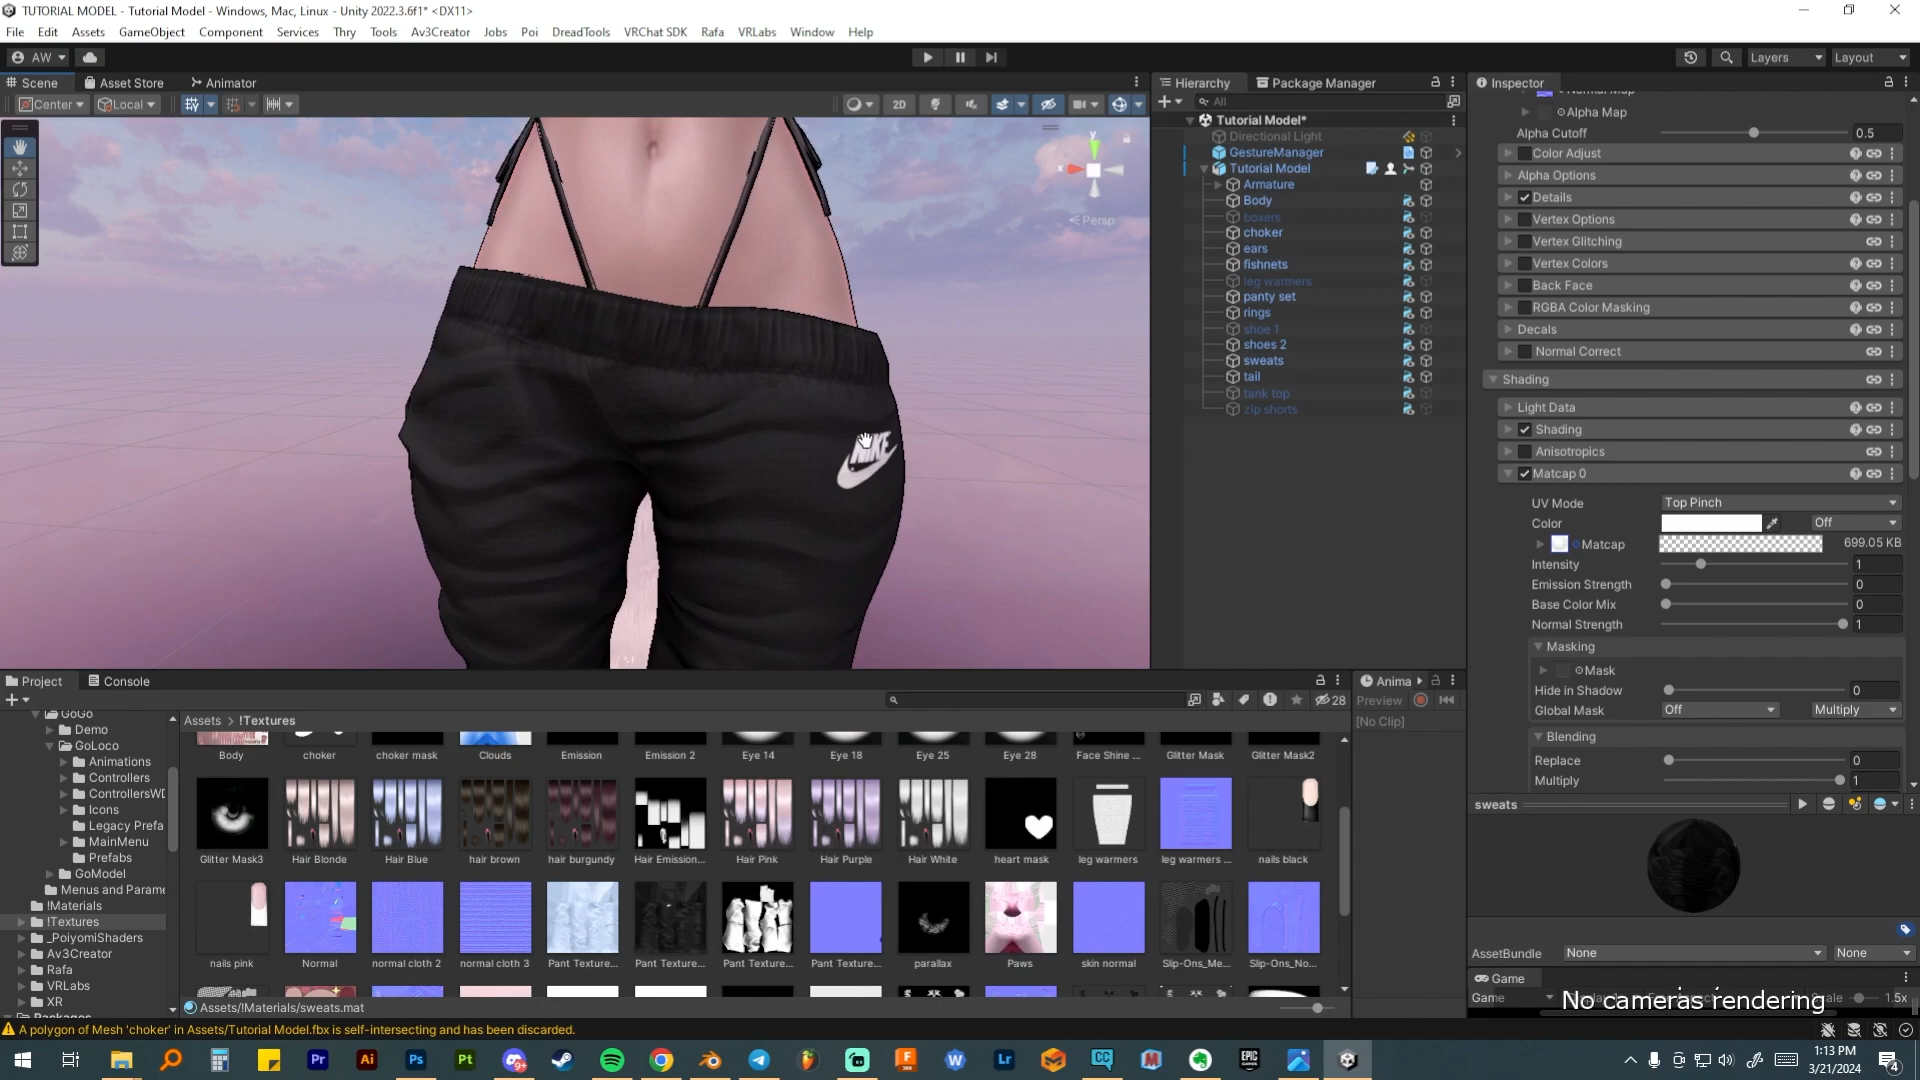 TUTORIAL MODEL - Tutorial Model - Windows, Mac, Linux - Unity 2022.3.6f1* <DX11>
File Edit Assets GameObject Component Services Thry Tools Av3Creator Jobs Poi DreadTools VRChat SDK Rafa VRLabs Window Help
AW Layers Layout
Scene Asset Store Animator
Center Local 2D
y
x
Persp
NIKE
Hierarchy Package Manager
All
Tutorial Model*
Directional Light
GestureManager
Tutorial Model
Armature
Body
boxers
choker
ears
fishnets
leg warmers
panty set
rings
shoe 1
shoes 2
sweats
tail
tank top
zip shorts
Inspector
Normal Map
Alpha Map
Alpha Cutoff 0.5
Color Adjust
Alpha Options
Details
Vertex Options
Vertex Glitching
Vertex Colors
Back Face
RGBA Color Masking
Decals
Normal Correct
Shading
Light Data
Shading
Anisotropics
Matcap 0
UV Mode Top Pinch
Color Off
Matcap 699.05 KB
Intensity 1
Emission Strength 0
Base Color Mix 0
Normal Strength 1
Masking
Mask
Hide in Shadow 0
Global Mask Off Multiply
Blending
Replace 0
Multiply 1
sweats
AssetBundle None None
Game
Game Scale 1.5x
No cameras rendering
Project Console
28
Anima
Preview
[No Clip]
GoGo
Demo
GoLoco
Animations
Controllers
ControllersWD
Icons
Legacy Prefa
MainMenu
Prefabs
GoModel
Menus and Parame
!Materials
!Textures
_PoiyomiShaders
Av3Creator
Rafa
VRLabs
XR
Packages
Assets > !Textures
Body choker choker mask Clouds Emission Emission 2 Eye 14 Eye 18 Eye 25 Eye 28 Face Shine ... Glitter Mask Glitter Mask2
Glitter Mask3 Hair Blonde Hair Blue hair brown hair burgundy Hair Emission... Hair Pink Hair Purple Hair White heart mask leg warmers leg warmers ... nails black
nails pink Normal normal cloth 2 normal cloth 3 Pant Texture... Pant Texture... Pant Texture... Pant Texture... parallax Paws skin normal Slip-Ons_Me... Slip-Ons_No...
Assets/!Materials/sweats.mat
A polygon of Mesh 'choker' in Assets/Tutorial Model.fbx is self-intersecting and has been discarded.
1:13 PM
3/21/2024
4